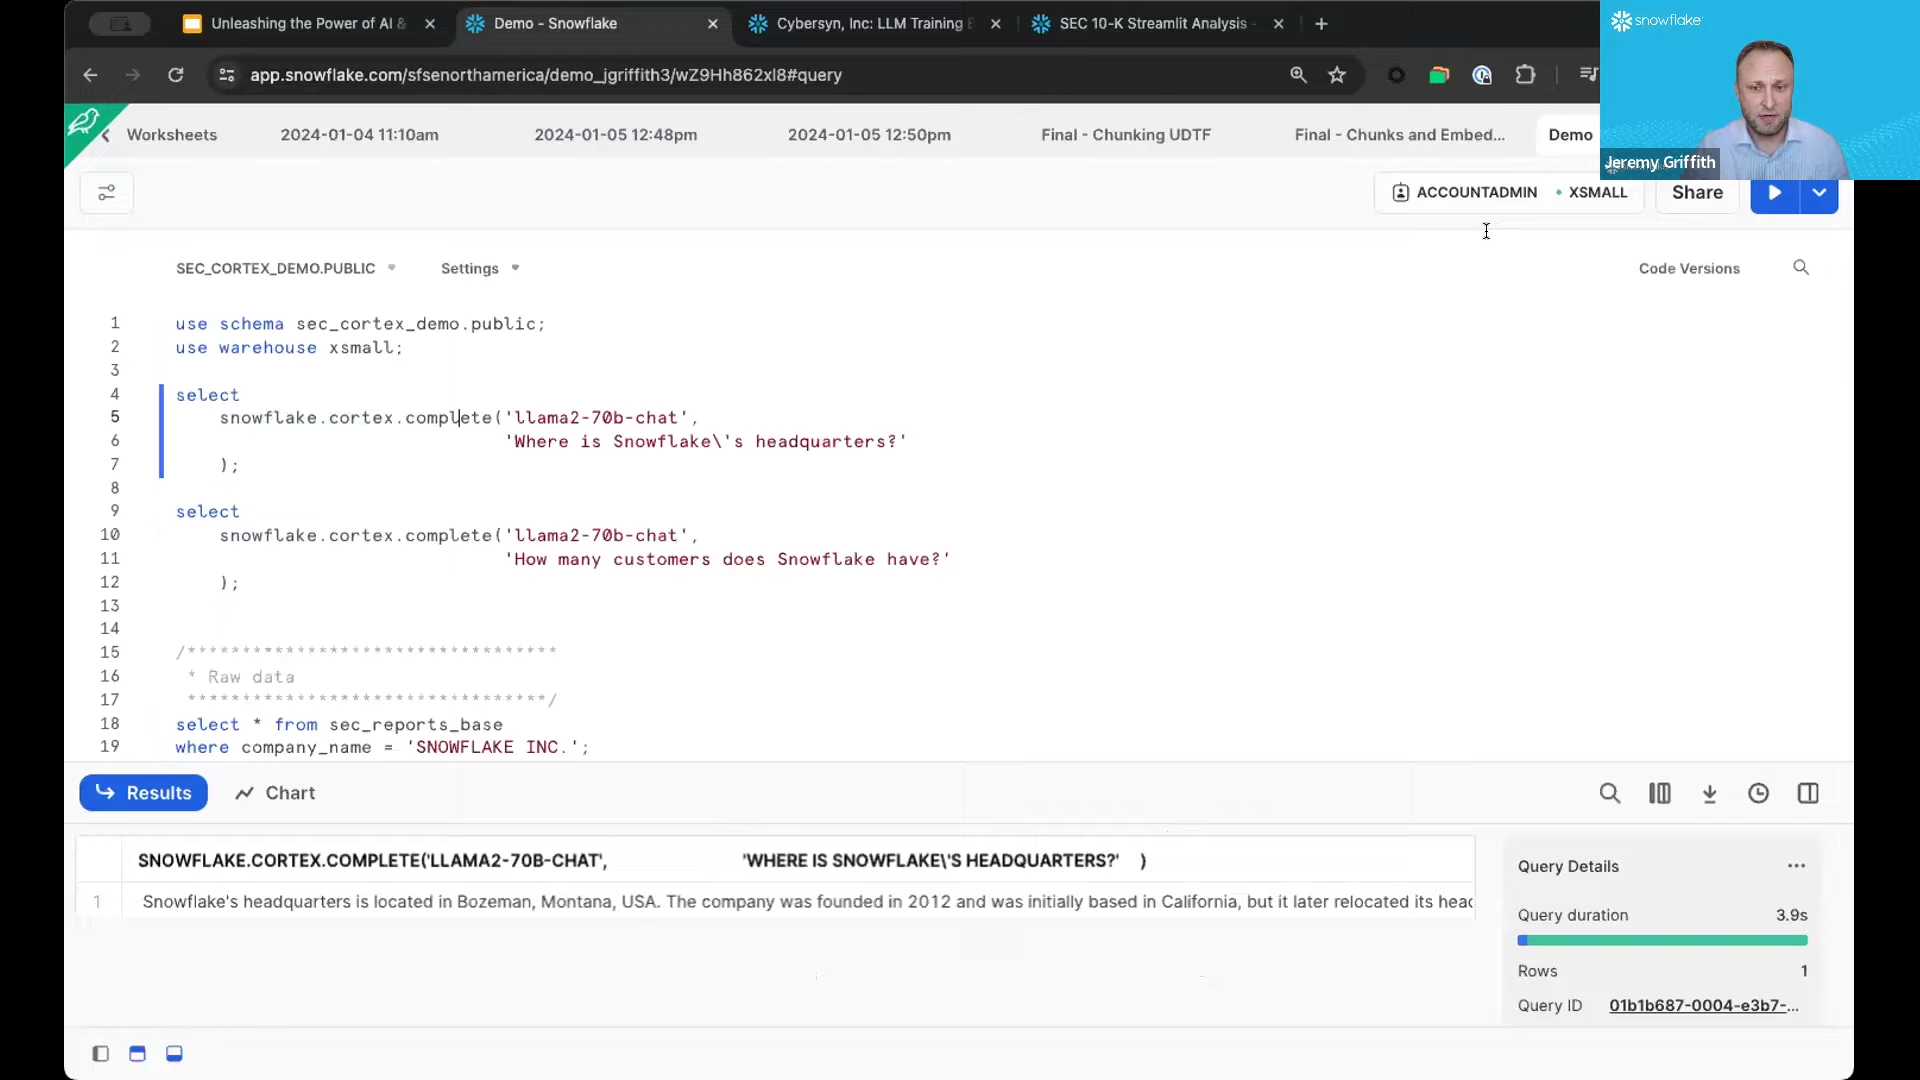 Unleashing the Power of AI &
Demo - Snowflake
Cybersyn, Inc: LLM Training
SEC 10-K Streamlit Analysis -
snowflake
app.snowflake.com/sfsenorthamerica/demo_jgriffith3/wZ9Hh862xl8#query
Worksheets
2024-01-04 11:10am
2024-01-05 12:48pm
2024-01-05 12:50pm
Final - Chunking UDTF
Final - Chunks and Embed...
Demo
Jeremy Griffith
ACCOUNTADMIN
XSMALL
Share
SEC_CORTEX_DEMO.PUBLIC
Settings
Code Versions
1 use schema sec_cortex_demo.public;
2 use warehouse xsmall;
3
4 select
5 snowflake.cortex.complete('llama2-70b-chat',
6 'Where is Snowflake\'s headquarters?'
7 );
8
9 select
10 snowflake.cortex.complete('llama2-70b-chat',
11 'How many customers does Snowflake have?'
12 );
13
14
15 /**********************************
16 * Raw data
17 *********************************/
18 select * from sec_reports_base
19 where company_name = 'SNOWFLAKE INC.';
Results
Chart
SNOWFLAKE.CORTEX.COMPLETE('LLAMA2-70B-CHAT', 'WHERE IS SNOWFLAKE\'S HEADQUARTERS?' )
1 Snowflake's headquarters is located in Bozeman, Montana, USA. The company was founded in 2012 and was initially based in California, but it later relocated its head
Query Details
...
Query duration 3.9s
Rows 1
Query ID 01b1b687-0004-e3b7-...